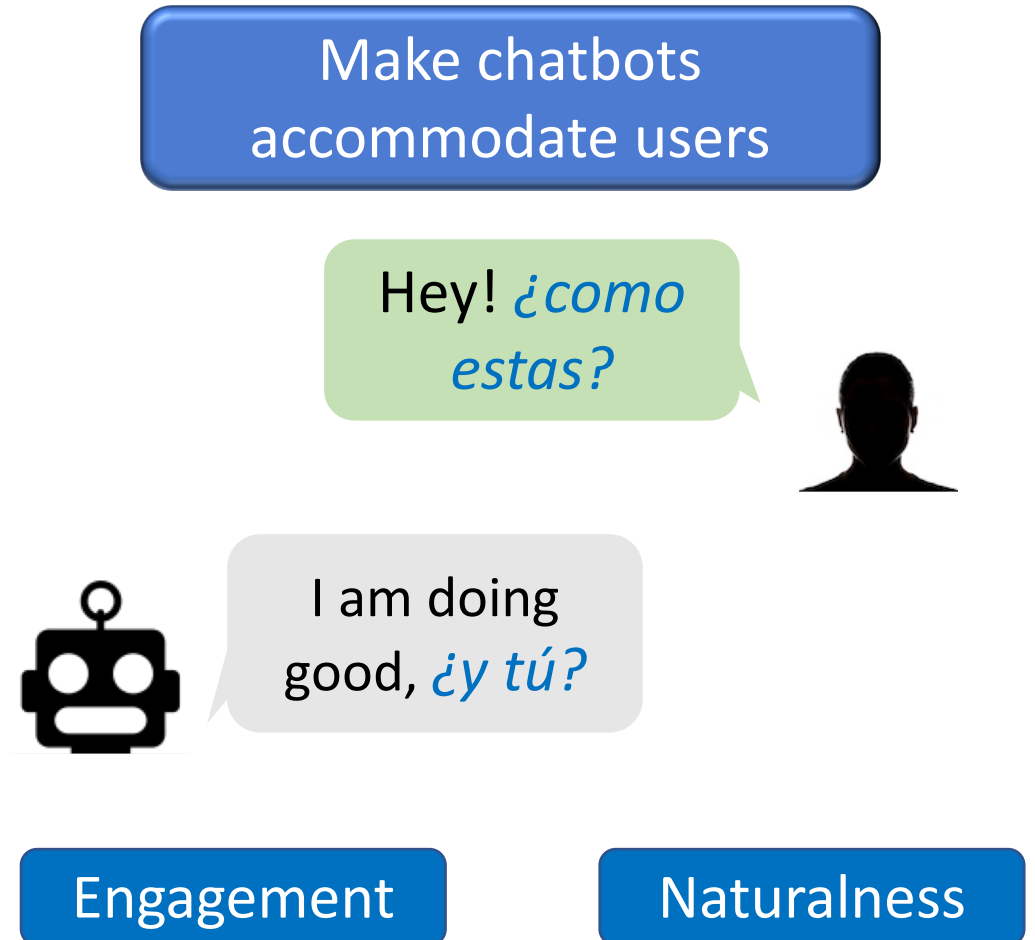 Make chatbots
accommodate users
Hey! ¿como
estas?
I am doing
good, ¿y tú?
Engagement
Naturalness